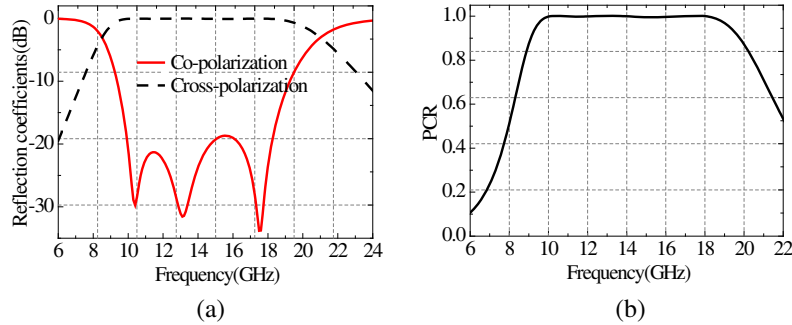 0
-10
-20
-30
Reflection coefficients(dB)
Co-polarization
Cross-polarization
6 8 10 12 14 16 18 20 22 24
Frequency(GHz)
(a)
1.0
0.8
0.6
0.4
0.2
0.0
PCR
6 8 10 12 14 16 18 20 22
Frequency(GHz)
(b)